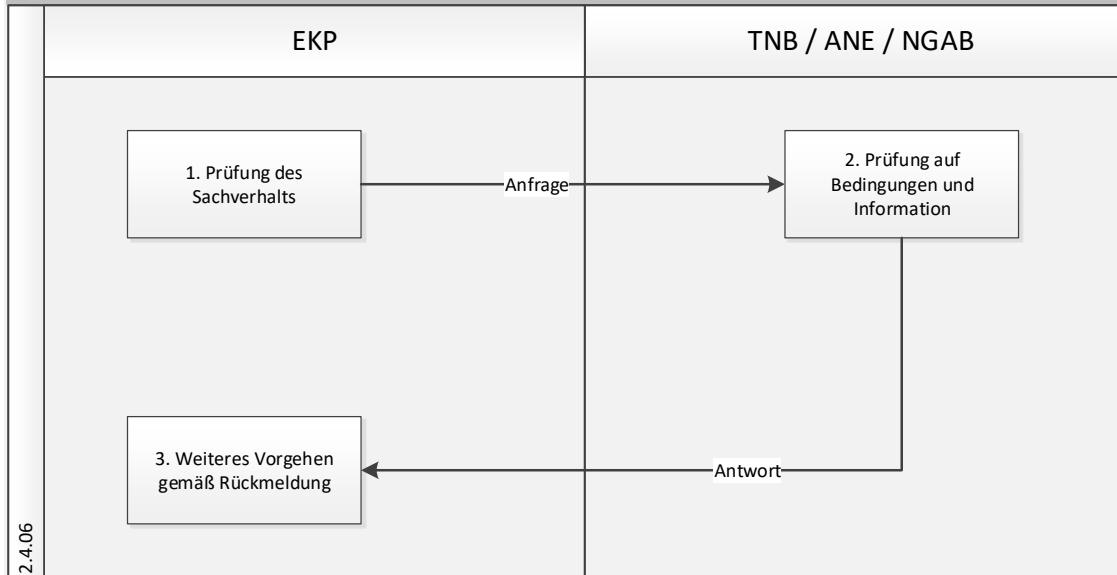 EKP
TNB / ANE / NGAB
1. Prüfung des
Sachverhalts
Anfrage
2. Prüfung auf
Bedingungen und
Information
3. Weiteres Vorgehen
gemäß Rückmeldung
Antwort
2.4.06